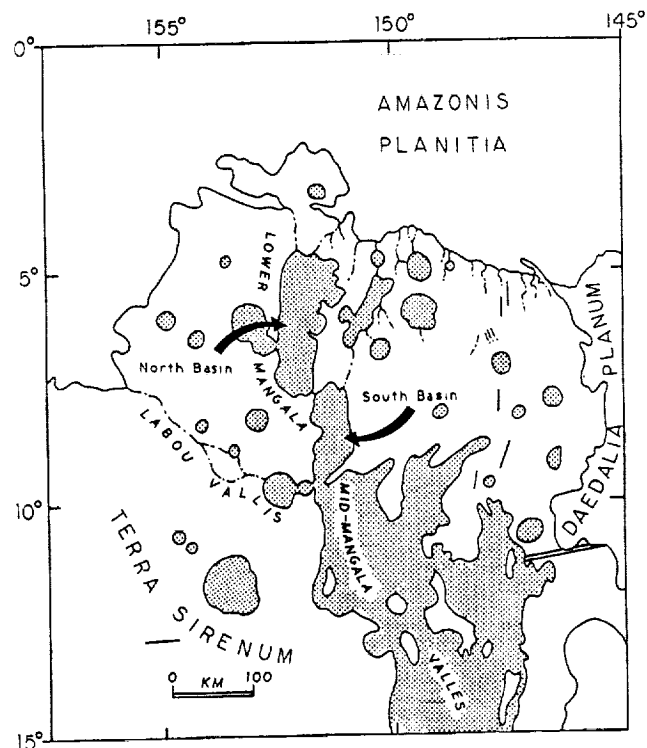 155°
150°
145°
0°
AMAZONIS
PLANITIA
LOWER
5°
PLANUM
North Basin
MANGALA
South Basin
LABOU
VALLIS
DAEDALIA
MID-MANGALA
10°
TERRA
SIRENUM
VALLES
0 100
KM
15°